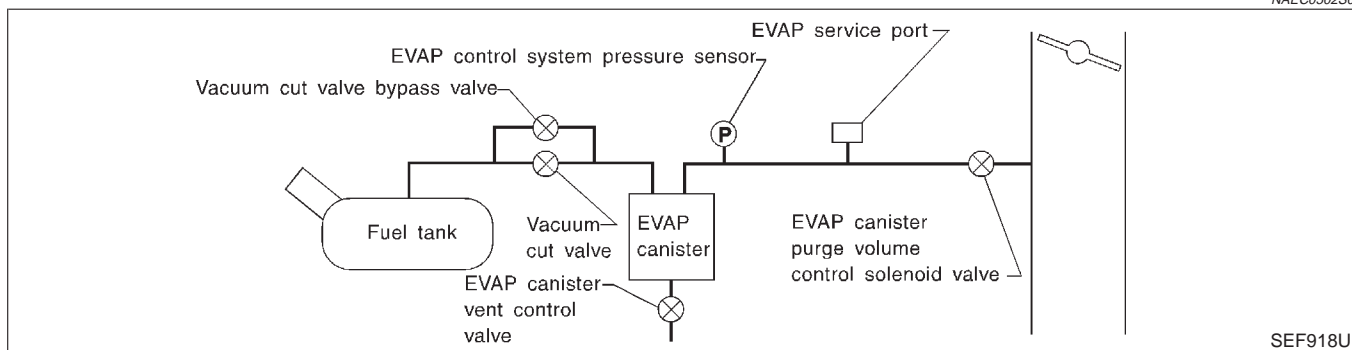 EVAP service port
EVAP control system pressure sensor
Vacuum cut valve bypass valve
P
Fuel tank
Vacuum
cut valve
EVAP
canister
EVAP canister
purge volume
control solenoid valve
EVAP canister
vent control
valve
SEF918U